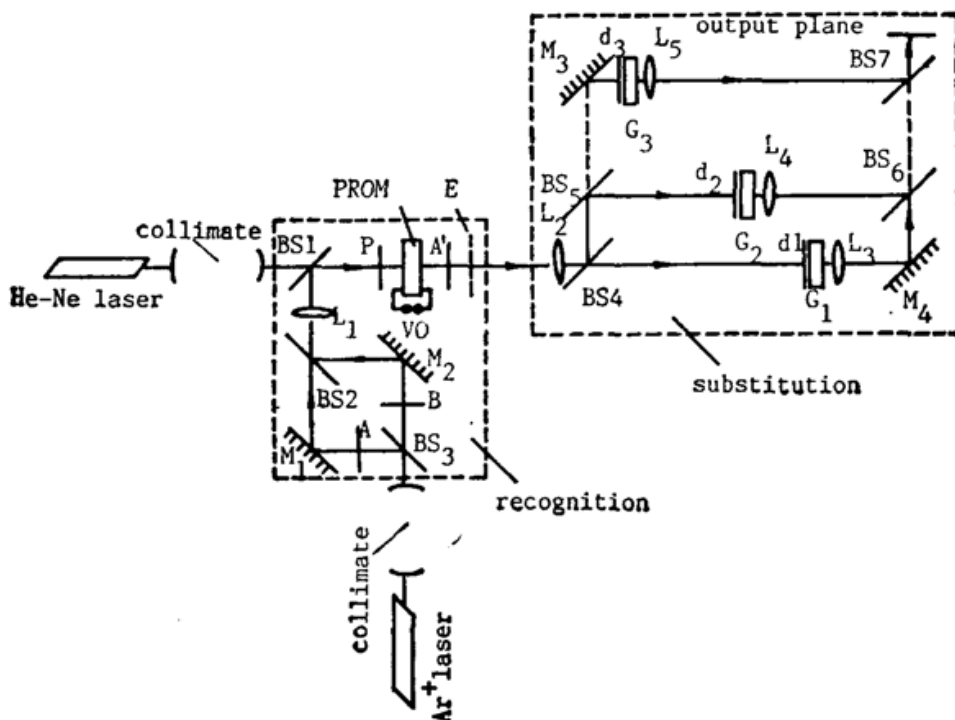 output plane
M3 d3 L5 BS7
G3
PROM E
BS5 d2 L4 BS6
collimate BS1 P A' L2
G2 d1 L3
He-Ne laser BS4 G1 M4
L1 VO
M2
substitution
BS2 B
A BS3
M1
recognition
collimate
Ar+ laser